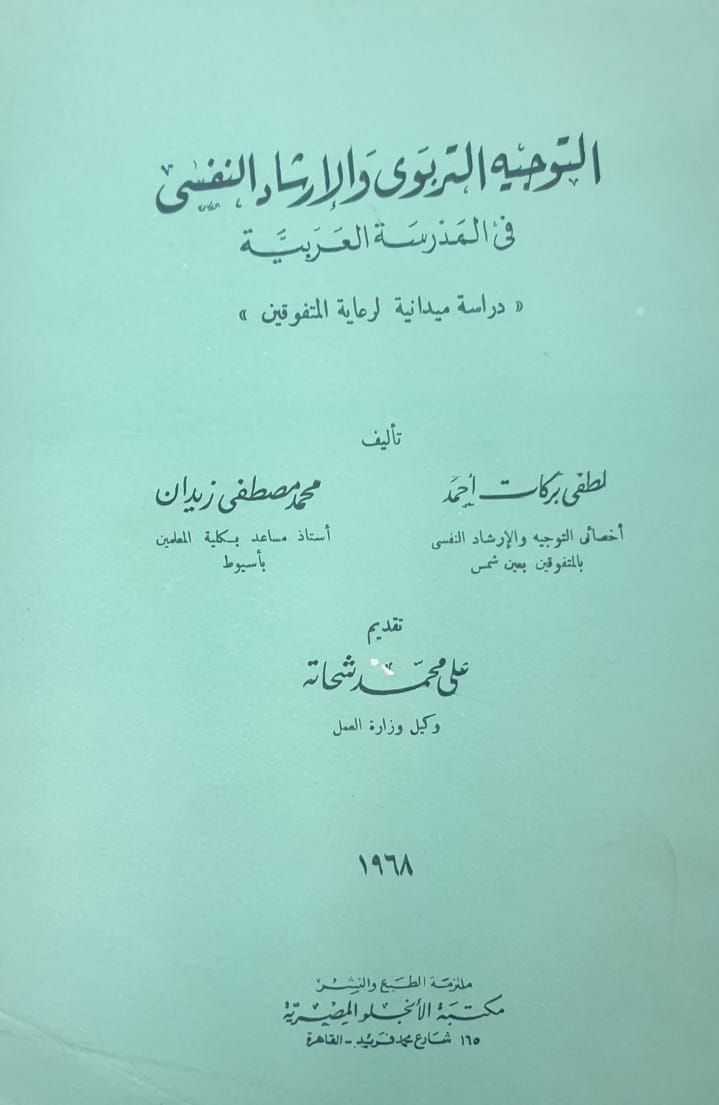 التوجيه التربوى والإرشاد النفسى
فى المدرسة العربية
« دراسة ميدانية لرعاية المتفوقين »
تأليف
لطفى بركات أحمد
أخصائى التوجيه والإرشاد النفسى
بالمتفوقين بعين شمس
محمد مصطفى زيدان
أستاذ مساعد بكلية المعلمين
بأسيوط
تقديم
على محمد شحاته
وكيل وزارة العمل
١٩٦٨
ملتزمة الطبع والنشر
مكتبة الأنجلو المصرية
١٦٥ شارع محمد فريد - القاهرة